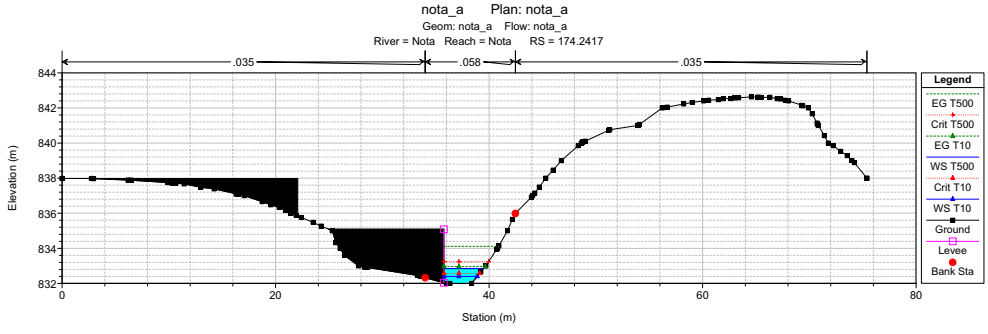 nota_a Plan: nota_a
Geom: nota_a Flow: nota_a
River = Nota Reach = Nota RS = 174.2417
.035 .058 .035
844
842
840
838
836
834
832
Elevation (m)
0 20 40 60 80
Station (m)
Legend
EG T500
Crit T500
EG T10
WS T500
Crit T10
WS T10
Ground
Levee
Bank Sta